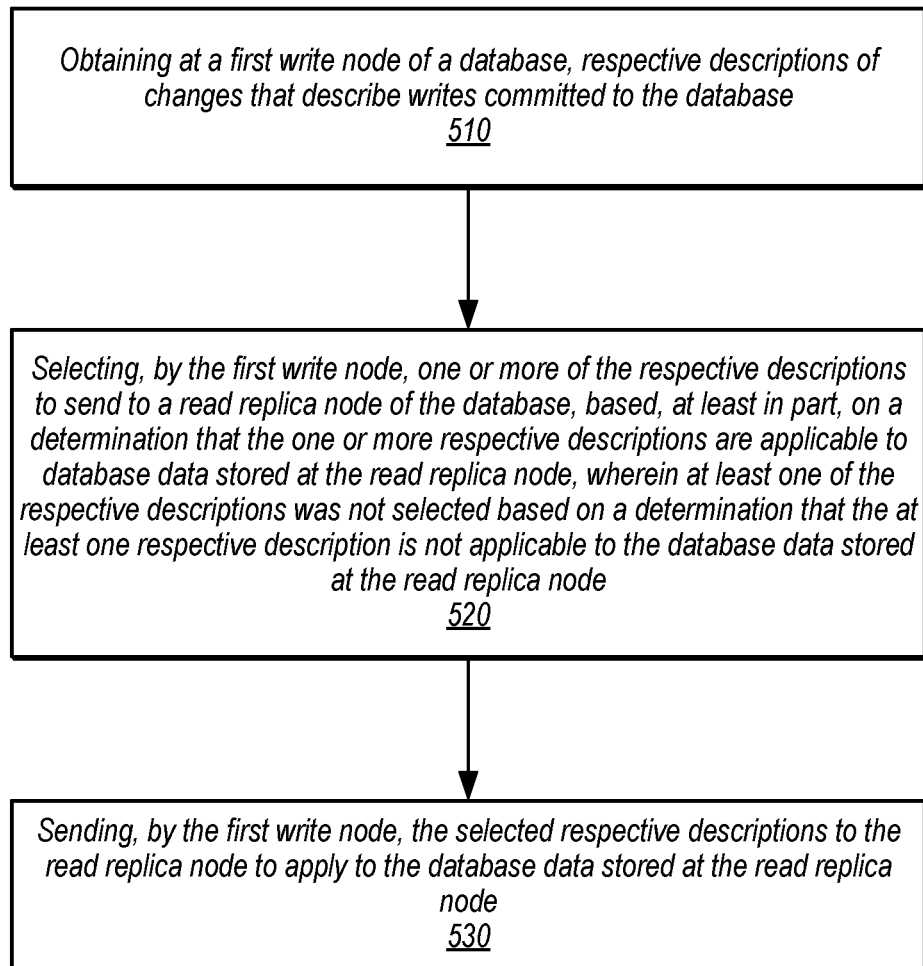 Obtaining at a first write node of a database, respective descriptions of
changes that describe writes committed to the database
510
Selecting, by the first write node, one or more of the respective descriptions
to send to a read replica node of the database, based, at least in part, on a
determination that the one or more respective descriptions are applicable to
database data stored at the read replica node, wherein at least one of the
respective descriptions was not selected based on a determination that the at
least one respective description is not applicable to the database data stored
at the read replica node
520
Sending, by the first write node, the selected respective descriptions to the
read replica node to apply to the database data stored at the read replica
node
530